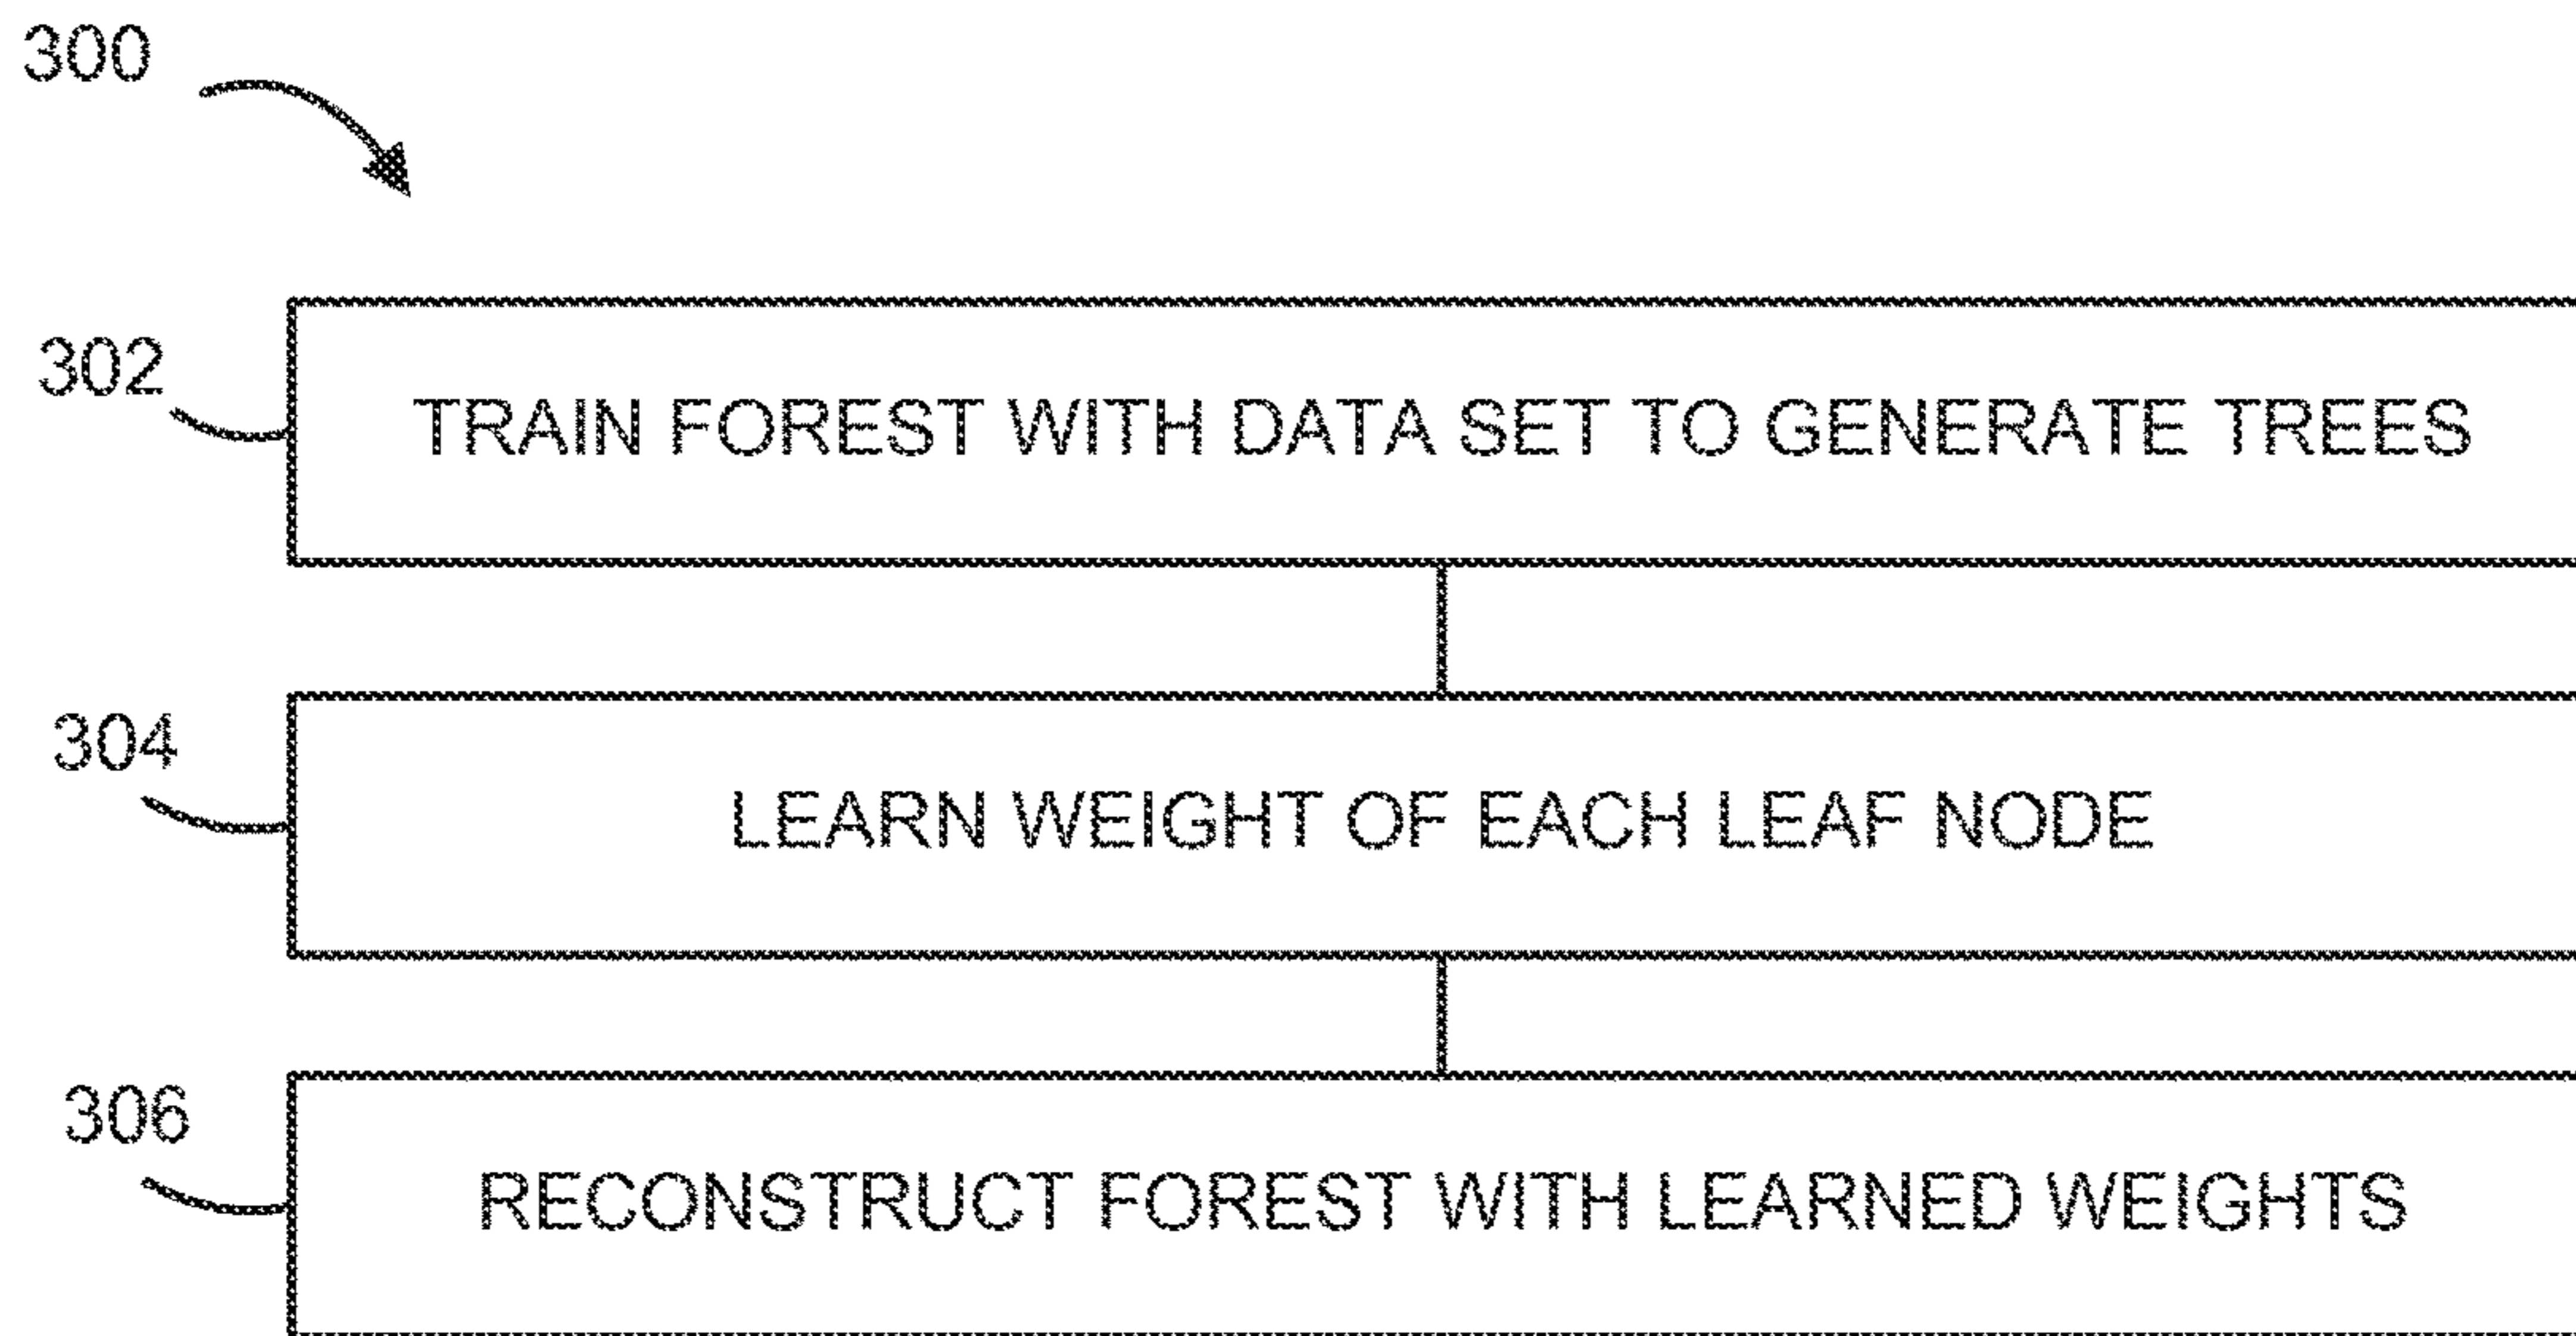 300
302
TRAIN FOREST WITH DATA SET TO GENERATE TREES
304
LEARN WEIGHT OF EACH LEAF NODE
306
RECONSTRUCT FOREST WITH LEARNED WEIGHTS